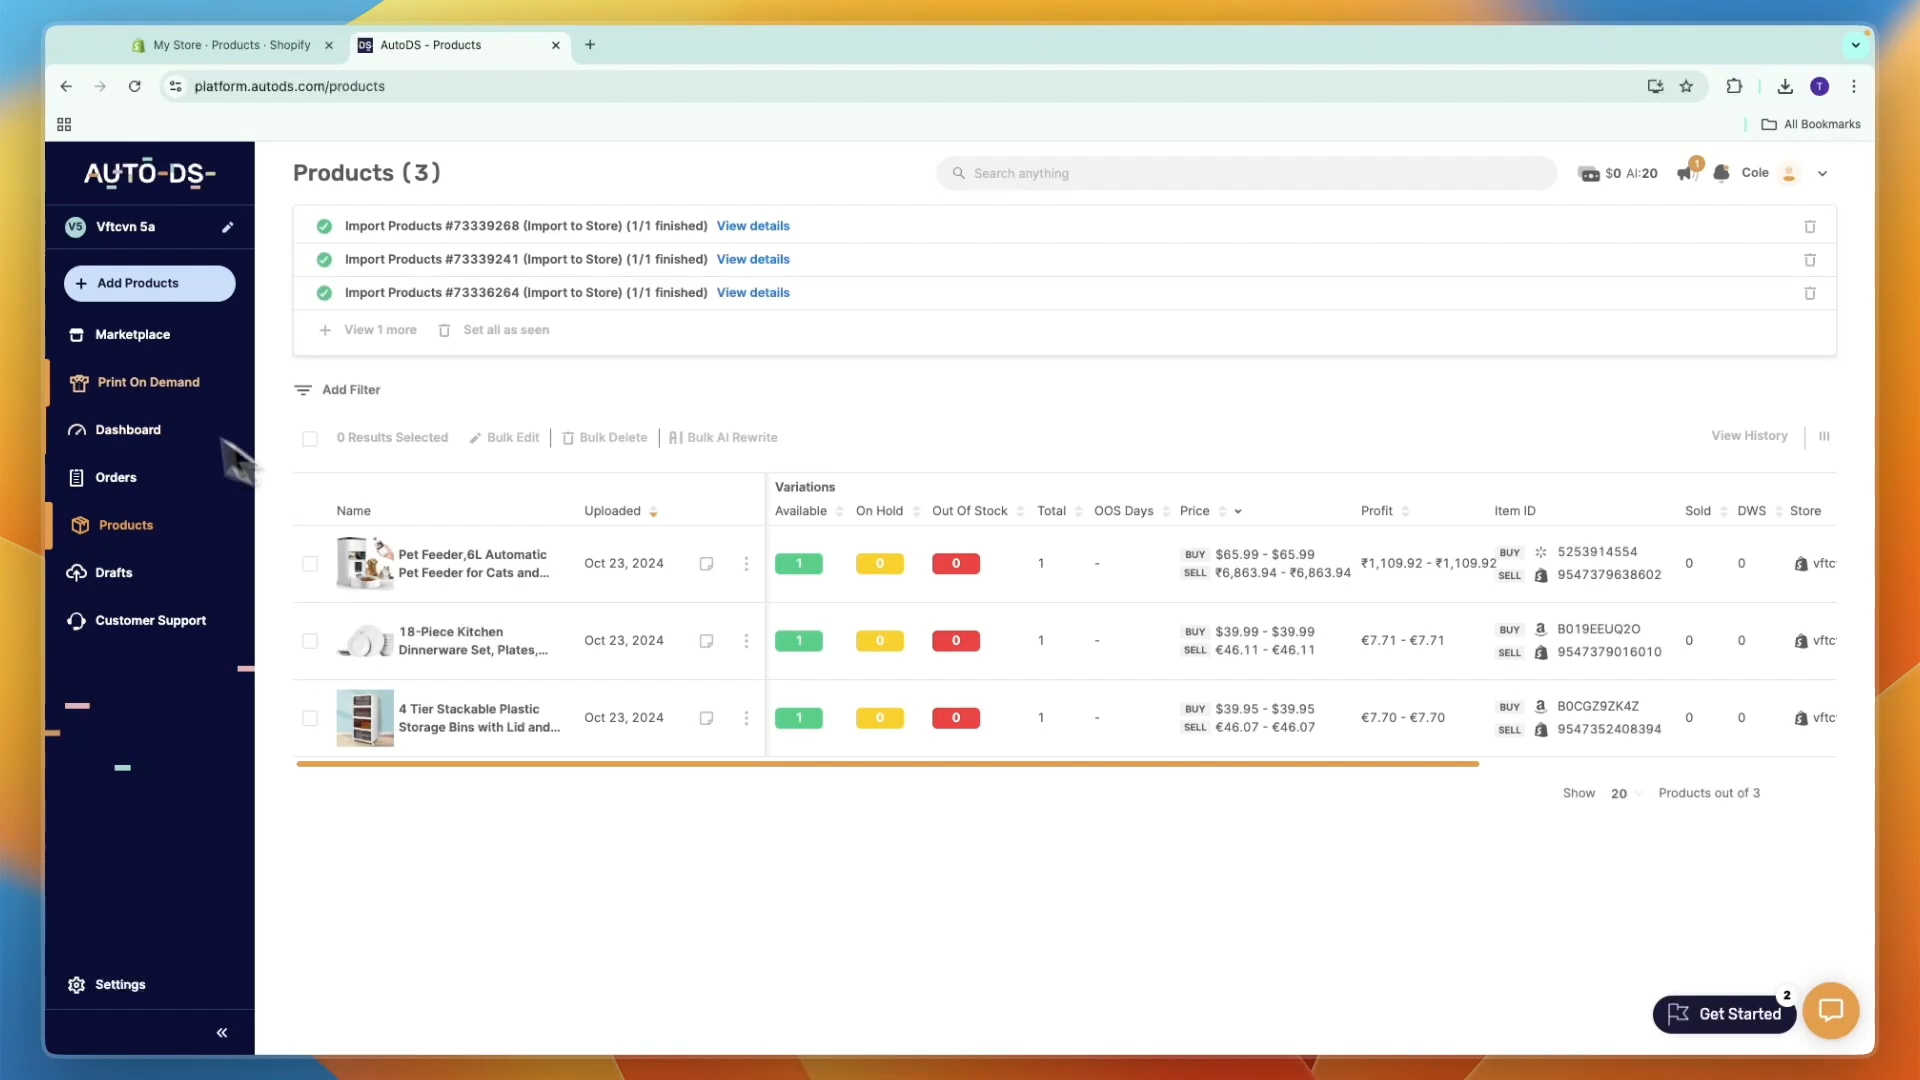 My Store · Products · Shopify
DS AutoDS - Products
platform.autods.com/products
T
All Bookmarks
AUTO-DS-
Products (3)
Search anything
$0 AI:20
1
Cole
V5 Vftcvn 5a
+ Add Products
Marketplace
Print On Demand
Dashboard
Orders
Products
Drafts
Customer Support
Settings
Import Products #73339268 (Import to Store) (1/1 finished) View details
Import Products #73339241 (Import to Store) (1/1 finished) View details
Import Products #73336264 (Import to Store) (1/1 finished) View details
+ View 1 more Set all as seen
Add Filter
0 Results Selected Bulk Edit Bulk Delete AI Bulk AI Rewrite
View History
Variations
Name Uploaded Available On Hold Out Of Stock Total OOS Days Price Profit Item ID Sold DWS Store
Pet Feeder,6L Automatic
Pet Feeder for Cats and...
Oct 23, 2024 1 0 0 1 -
BUY $65.99 - $65.99
SELL ₹6,863.94 - ₹6,863.94
₹1,109.92 - ₹1,109.92
BUY 5253914554
SELL 9547379638602
0 0 vftc
18-Piece Kitchen
Dinnerware Set, Plates,...
Oct 23, 2024 1 0 0 1 -
BUY $39.99 - $39.99
SELL €46.11 - €46.11
€7.71 - €7.71
BUY B019EEUQ2O
SELL 9547379016010
0 0 vftc
4 Tier Stackable Plastic
Storage Bins with Lid and...
Oct 23, 2024 1 0 0 1 -
BUY $39.95 - $39.95
SELL €46.07 - €46.07
€7.70 - €7.70
BUY B0CGZ9ZK4Z
SELL 9547352408394
0 0 vftc
Show 20 Products out of 3
Get Started
2